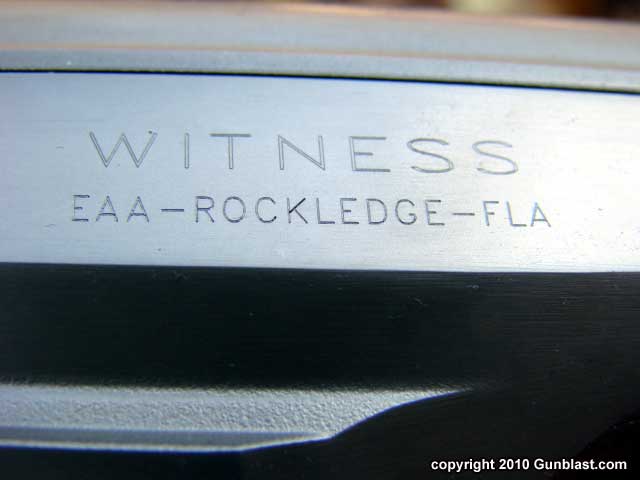 WITNESS
EAA-ROCKLEDGE-FLA
copyright 2010 Gunblast.com